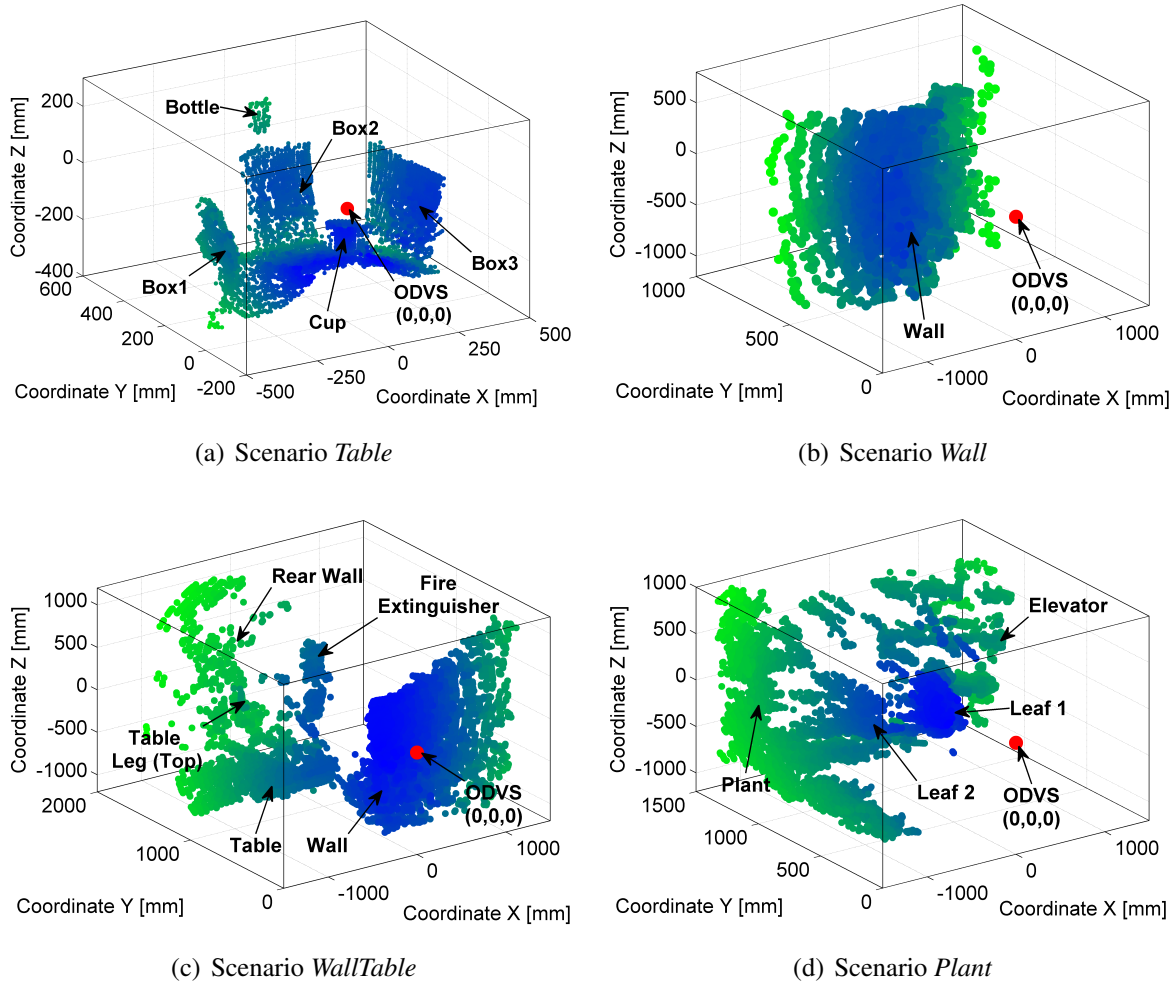 Coordinate Z [mm]
200
0
-200
-400
600
400
200
0
-200
Coordinate Y [mm]
-500
-250
0
250
500
Coordinate X [mm]
Bottle
Box2
Box1
Box3
Cup
ODVS
(0,0,0)
(a) Scenario Table
Coordinate Z [mm]
500
0
-500
-1000
1000
500
0
Coordinate Y [mm]
-1000
0
1000
Coordinate X [mm]
Wall
ODVS
(0,0,0)
(b) Scenario Wall
Coordinate Z [mm]
1000
500
0
-500
-1000
2000
1000
0
Coordinate Y [mm]
-1000
0
1000
Coordinate X [mm]
Rear Wall
Fire
Extinguisher
Table
Leg (Top)
Table
Wall
ODVS
(0,0,0)
(c) Scenario WallTable
Coordinate Z [mm]
1000
500
0
-500
-1000
1500
1000
500
0
Coordinate Y [mm]
-1000
0
1000
Coordinate X [mm]
Elevator
Leaf 1
Plant
Leaf 2
ODVS
(0,0,0)
(d) Scenario Plant